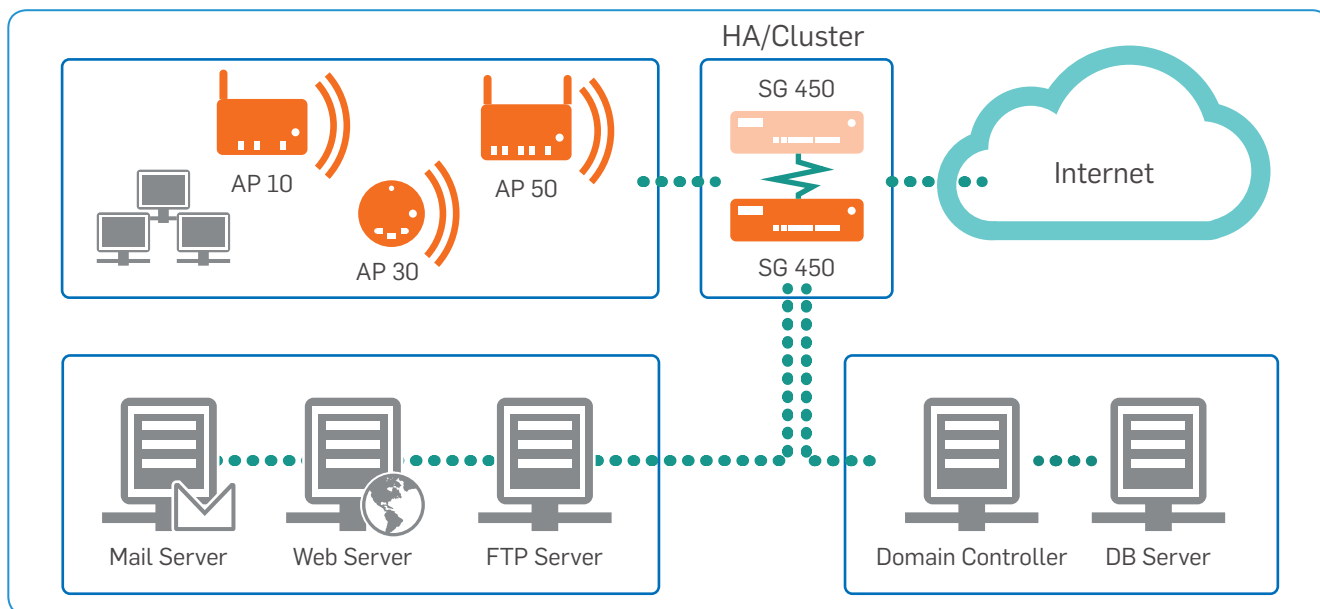 HA/Cluster
SG 450
AP 10
AP 50
AP 30
SG 450
Internet
Mail Server
Web Server
FTP Server
Domain Controller
DB Server